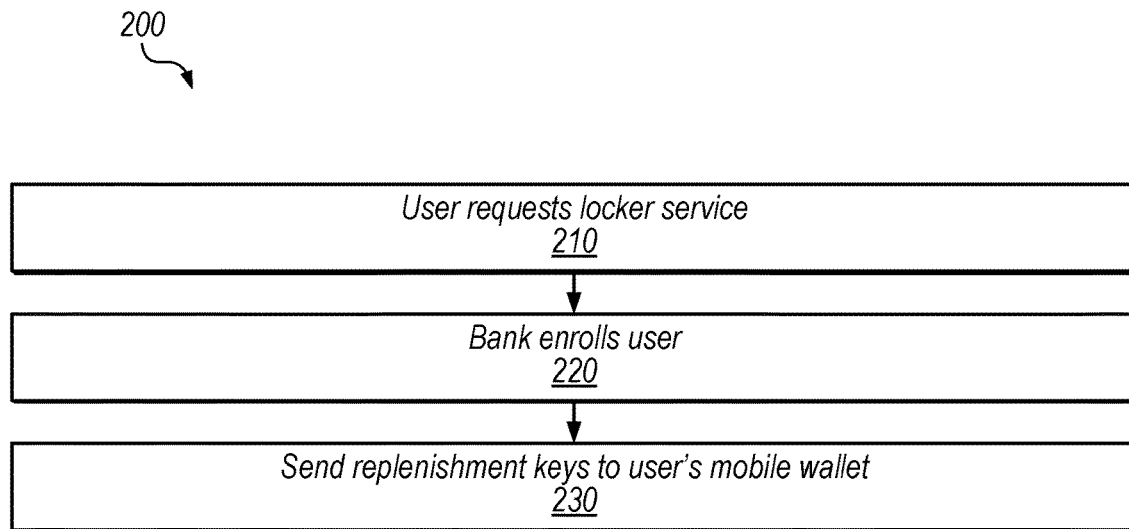 200
User requests locker service
210
Bank enrolls user
220
Send replenishment keys to user's mobile wallet
230